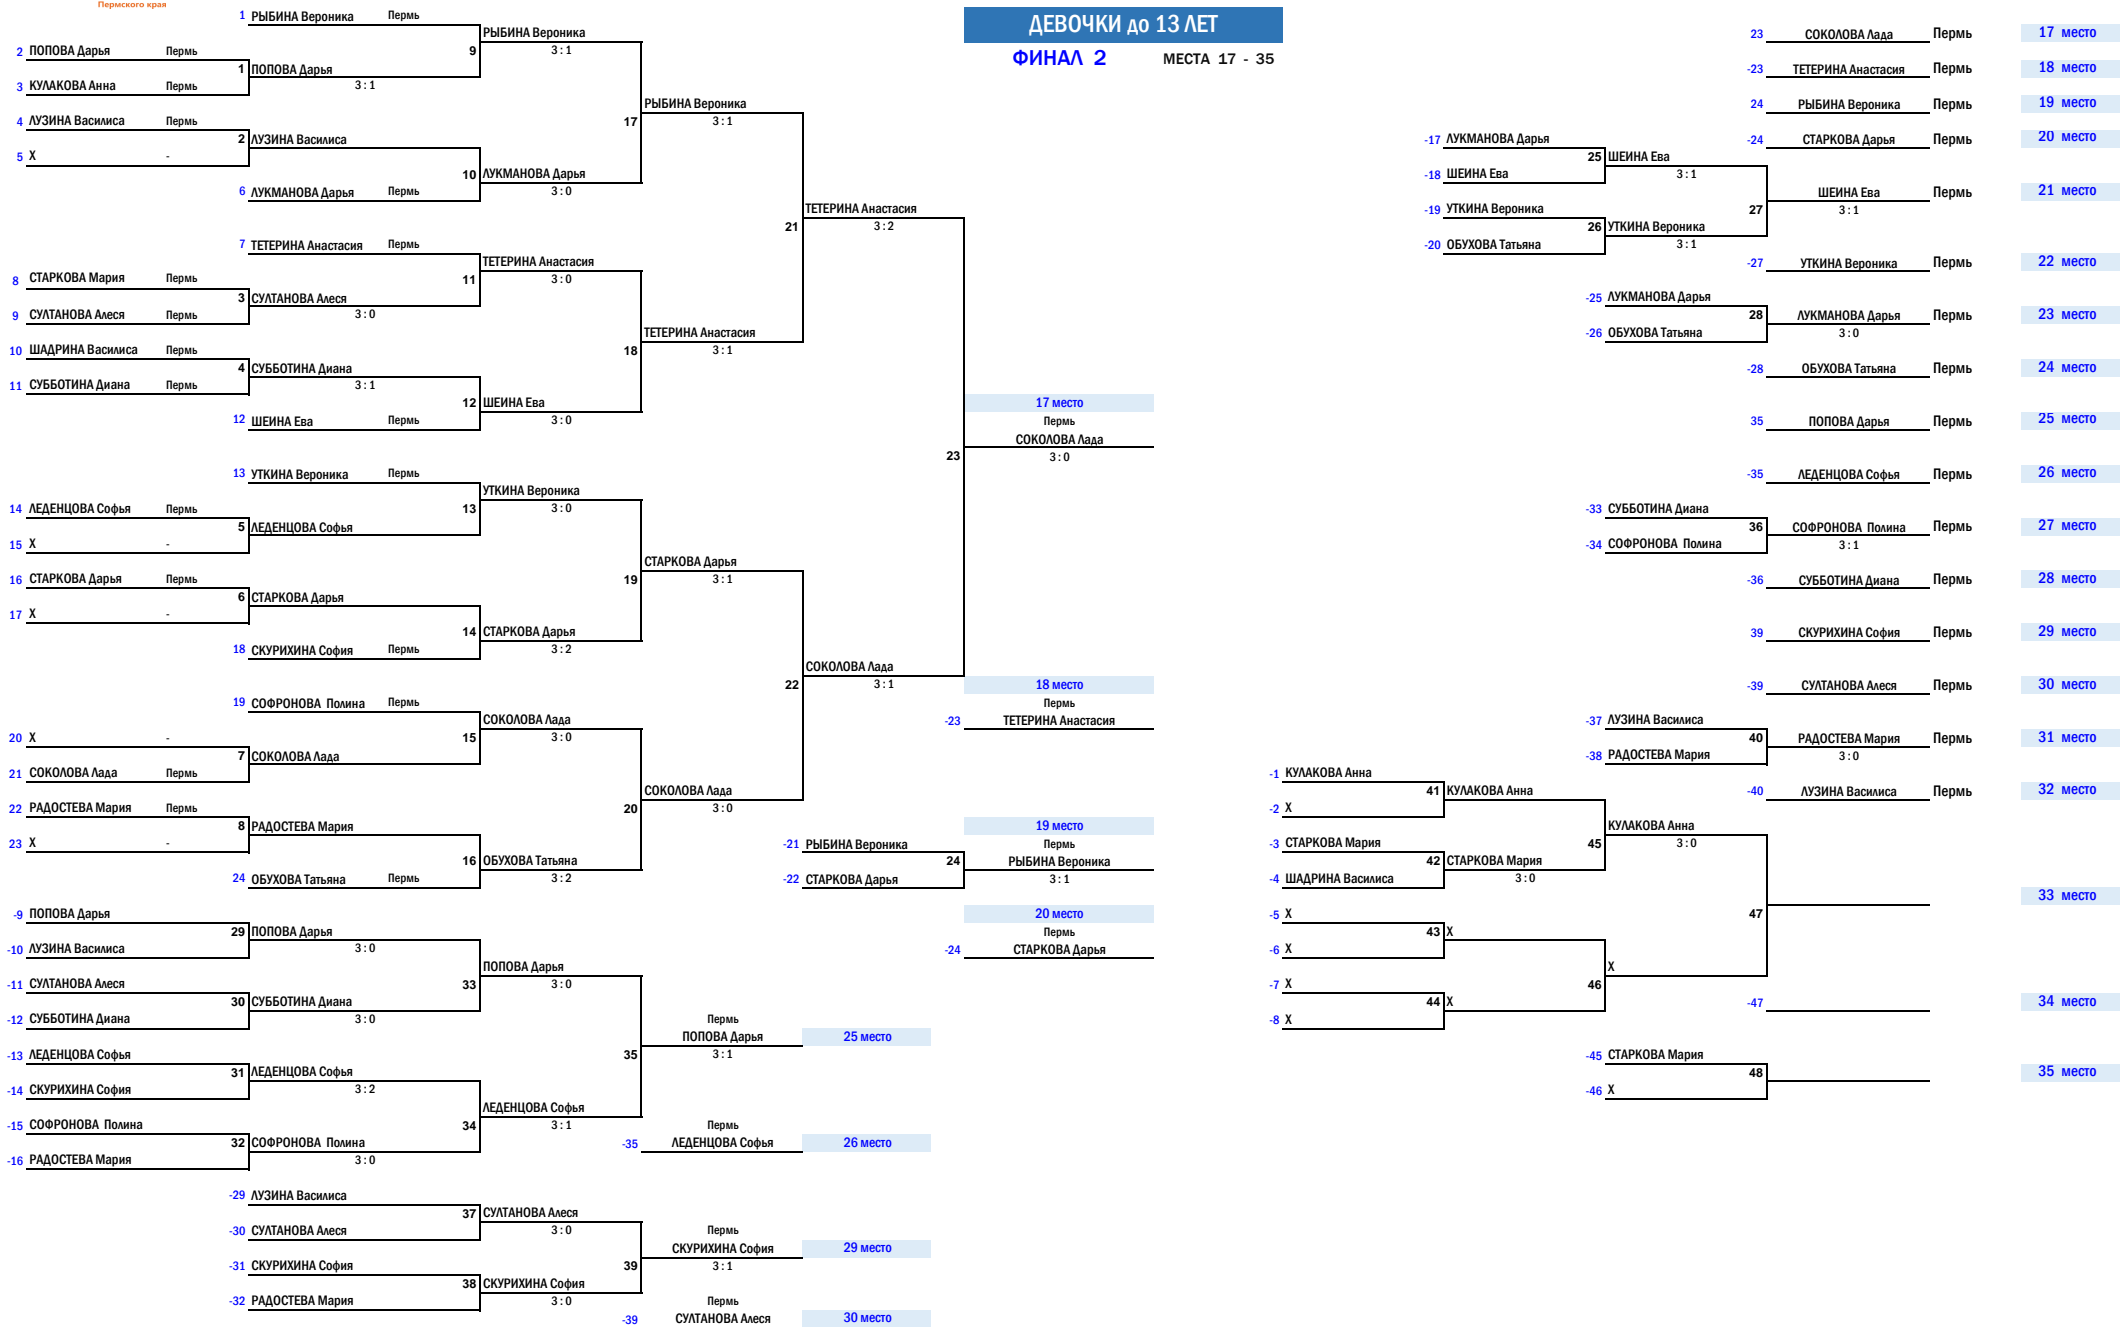 Пермского края
ДЕВОЧКИ до 13 ЛЕТ
ФИНАЛ 2 МЕСТА 17 - 35
1 РЫБИНА Вероника Пермь
РЫБИНА Вероника
9 3 : 1
2 ПОПОВА Дарья Пермь
1 ПОПОВА Дарья
3 : 1
3 КУЛАКОВА Анна Пермь
РЫБИНА Вероника
17 3 : 1
4 ЛУЗИНА Василиса Пермь
2 ЛУЗИНА Василиса
5 X -
10 ЛУКМАНОВА Дарья
3 : 0
6 ЛУКМАНОВА Дарья Пермь
ТЕТЕРИНА Анастасия
21 3 : 2
7 ТЕТЕРИНА Анастасия Пермь
ТЕТЕРИНА Анастасия
11 3 : 0
8 СТАРКОВА Мария Пермь
3 СУЛТАНОВА Алеся
3 : 0
9 СУЛТАНОВА Алеся Пермь
ТЕТЕРИНА Анастасия
18 3 : 1
10 ШАДРИНА Василиса Пермь
4 СУББОТИНА Диана
3 : 1
11 СУББОТИНА Диана Пермь
12 ШЕИНА Ева
3 : 0
12 ШЕИНА Ева Пермь
17 место
Пермь
СОКОЛОВА Лада
23 3 : 0
13 УТКИНА Вероника Пермь
УТКИНА Вероника
13 3 : 0
14 ЛЕДЕНЦОВА Софья Пермь
5 ЛЕДЕНЦОВА Софья
15 X -
СТАРКОВА Дарья
19 3 : 1
16 СТАРКОВА Дарья Пермь
6 СТАРКОВА Дарья
17 X -
14 СТАРКОВА Дарья
3 : 2
18 СКУРИХИНА София Пермь
СОКОЛОВА Лада
22 3 : 1
18 место
Пермь
-23 ТЕТЕРИНА Анастасия
19 СОФРОНОВА Полина Пермь
СОКОЛОВА Лада
15 3 : 0
20 X -
7 СОКОЛОВА Лада
21 СОКОЛОВА Лада Пермь
СОКОЛОВА Лада
20 3 : 0
22 РАДОСТЕВА Мария Пермь
8 РАДОСТЕВА Мария
23 X -
16 ОБУХОВА Татьяна
3 : 2
24 ОБУХОВА Татьяна Пермь
19 место
-21 РЫБИНА Вероника Пермь
24 РЫБИНА Вероника
-22 СТАРКОВА Дарья 3 : 1
20 место
Пермь
-24 СТАРКОВА Дарья
-9 ПОПОВА Дарья
29 ПОПОВА Дарья
3 : 0
-10 ЛУЗИНА Василиса
ПОПОВА Дарья
33 3 : 0
-11 СУЛТАНОВА Алеся
30 СУББОТИНА Диана
3 : 0
-12 СУББОТИНА Диана
Пермь
ПОПОВА Дарья 25 место
35 3 : 1
-13 ЛЕДЕНЦОВА Софья
31 ЛЕДЕНЦОВА Софья
3 : 2
-14 СКУРИХИНА София
ЛЕДЕНЦОВА Софья
34 3 : 1
-15 СОФРОНОВА Полина
32 СОФРОНОВА Полина
3 : 0
-16 РАДОСТЕВА Мария
Пермь
-35 ЛЕДЕНЦОВА Софья 26 место
-29 ЛУЗИНА Василиса
37 СУЛТАНОВА Алеся
3 : 0
-30 СУЛТАНОВА Алеся
Пермь
СКУРИХИНА София 29 место
39 3 : 1
-31 СКУРИХИНА София
38 СКУРИХИНА София
3 : 0
-32 РАДОСТЕВА Мария
Пермь
-39 СУЛТАНОВА Алеся 30 место
23 СОКОЛОВА Лада Пермь 17 место
-23 ТЕТЕРИНА Анастасия Пермь 18 место
24 РЫБИНА Вероника Пермь 19 место
-24 СТАРКОВА Дарья Пермь 20 место
-17 ЛУКМАНОВА Дарья
25 ШЕИНА Ева
3 : 1
-18 ШЕИНА Ева
ШЕИНА Ева Пермь 21 место
27 3 : 1
-19 УТКИНА Вероника
26 УТКИНА Вероника
3 : 1
-20 ОБУХОВА Татьяна
-27 УТКИНА Вероника Пермь 22 место
-25 ЛУКМАНОВА Дарья
28 ЛУКМАНОВА Дарья Пермь 23 место
3 : 0
-26 ОБУХОВА Татьяна
-28 ОБУХОВА Татьяна Пермь 24 место
35 ПОПОВА Дарья Пермь 25 место
-35 ЛЕДЕНЦОВА Софья Пермь 26 место
-33 СУББОТИНА Диана
36 СОФРОНОВА Полина Пермь 27 место
3 : 1
-34 СОФРОНОВА Полина
-36 СУББОТИНА Диана Пермь 28 место
39 СКУРИХИНА София Пермь 29 место
-39 СУЛТАНОВА Алеся Пермь 30 место
-37 ЛУЗИНА Василиса
40 РАДОСТЕВА Мария Пермь 31 место
3 : 0
-38 РАДОСТЕВА Мария
-40 ЛУЗИНА Василиса Пермь 32 место
-1 КУЛАКОВА Анна
41 КУЛАКОВА Анна
-2 X
КУЛАКОВА Анна
45 3 : 0
-3 СТАРКОВА Мария
42 СТАРКОВА Мария
3 : 0
-4 ШАДРИНА Василиса
47 33 место
-5 X
43 X
-6 X
X
46
-7 X
44 X
-8 X
-47 34 место
-45 СТАРКОВА Мария
48 35 место
-46 X